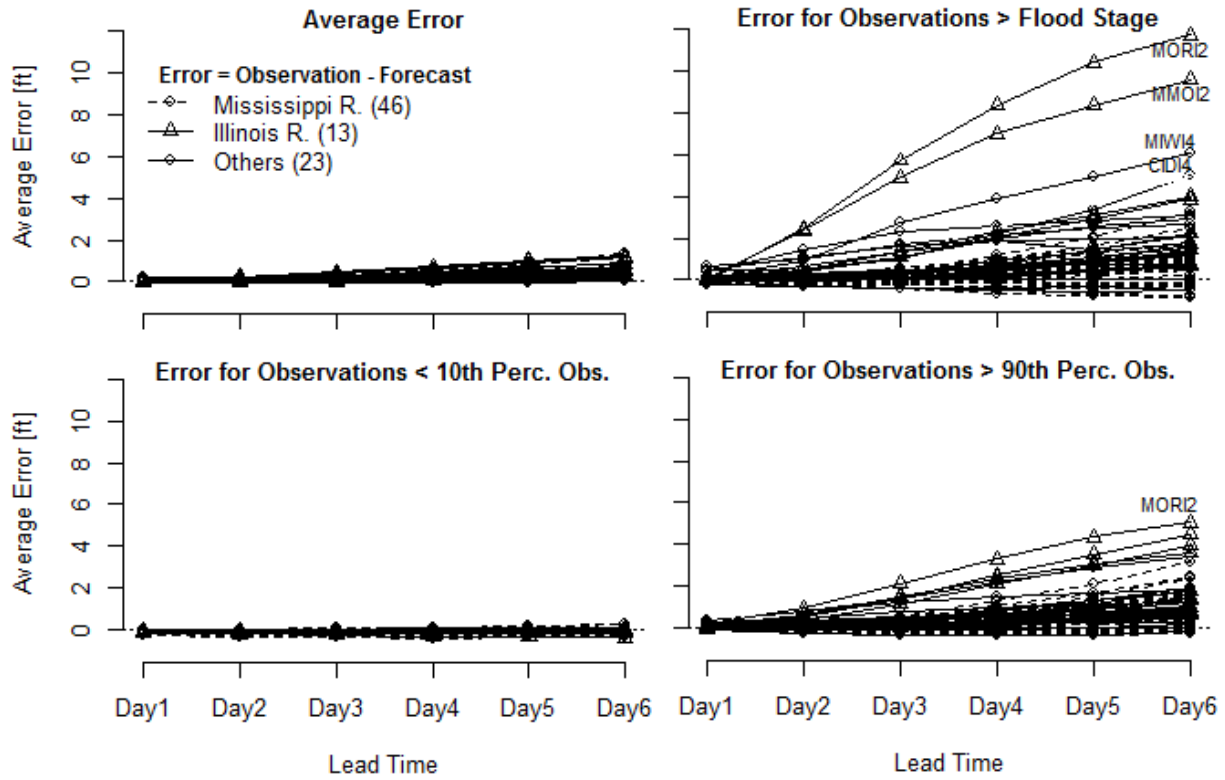 Average Error
Error for Observations > Flood Stage
Average Error [ft]
0 2 4 6 8 10
Error = Observation - Forecast
Mississippi R. (46)
Illinois R. (13)
Others (23)
MORI2
MMOI2
MIWI4
CIDI4
Error for Observations < 10th Perc. Obs.
Error for Observations > 90th Perc. Obs.
Average Error [ft]
0 2 4 6 8 10
MORI2
Day1 Day2 Day3 Day4 Day5 Day6
Day1 Day2 Day3 Day4 Day5 Day6
Lead Time
Lead Time